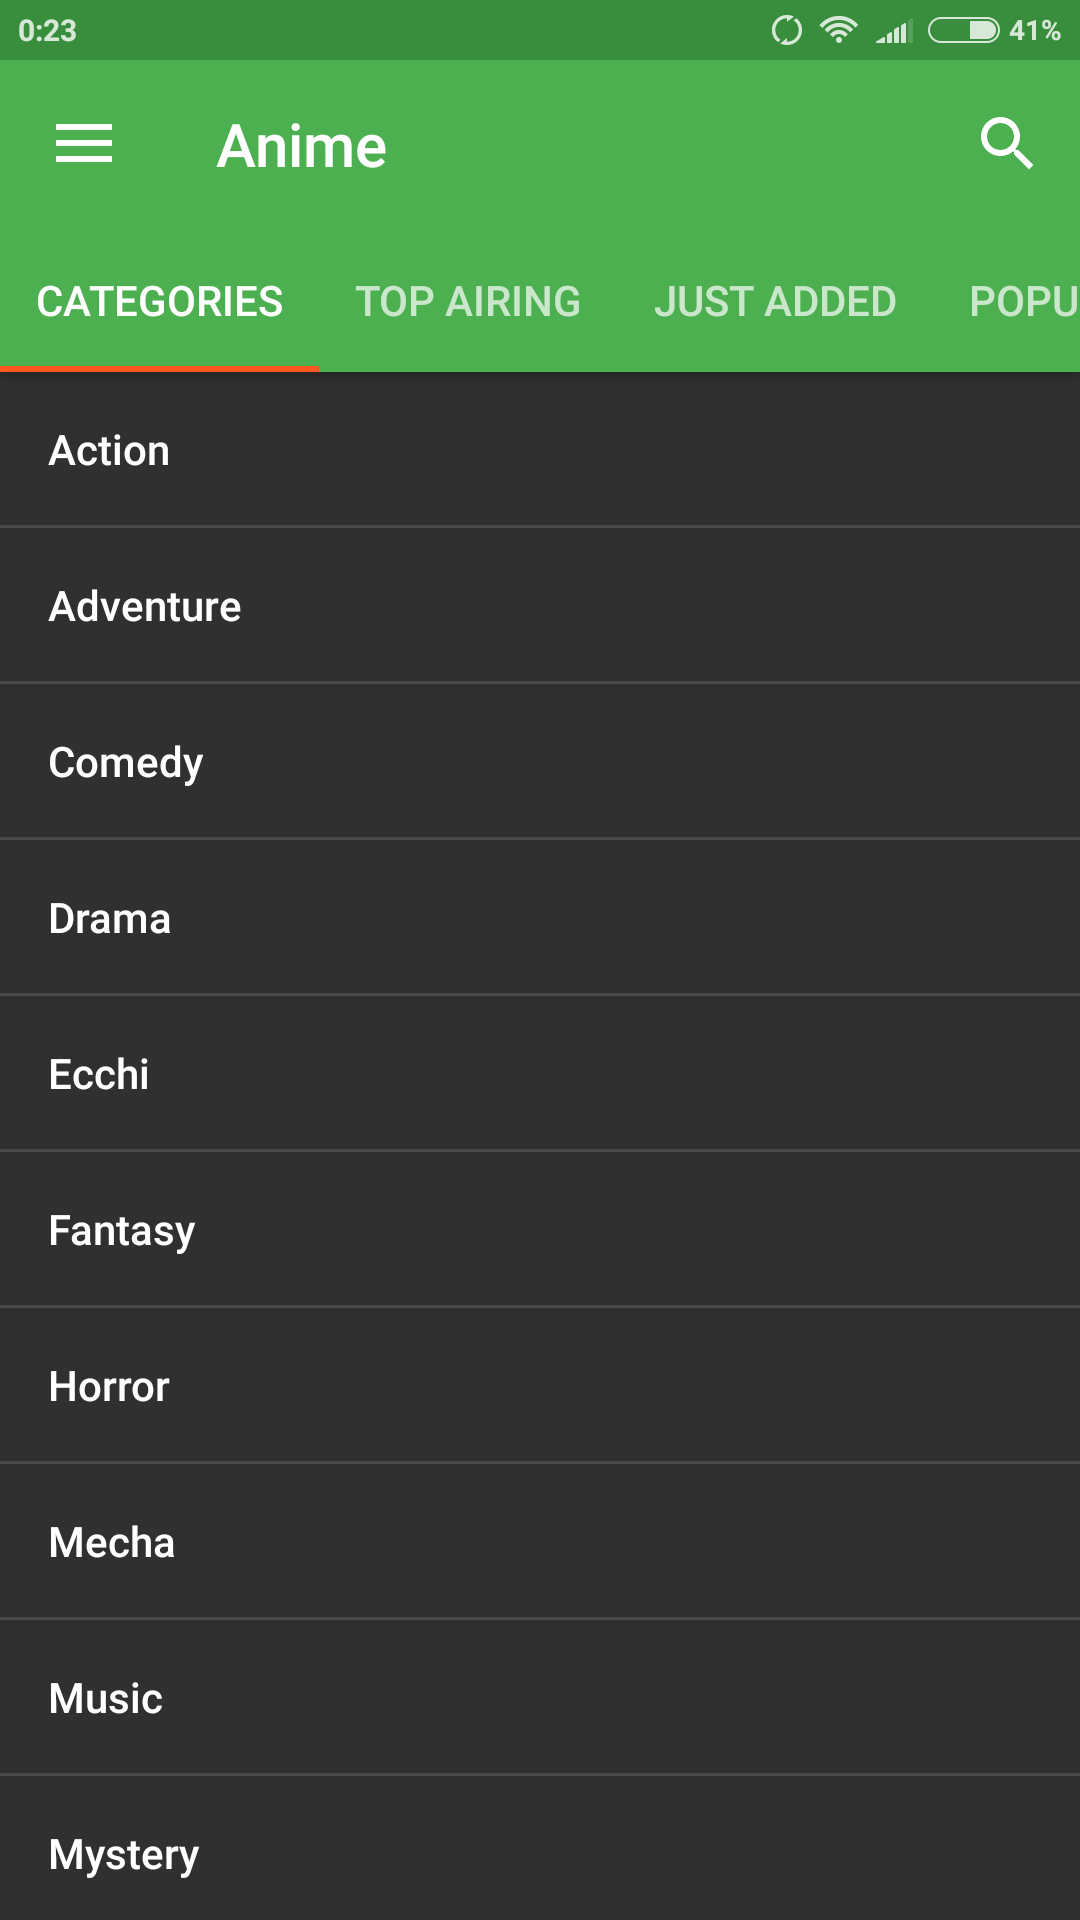 0:23 41%
Anime
CATEGORIES TOP AIRING JUST ADDED POPU
Action
Adventure
Comedy
Drama
Ecchi
Fantasy
Horror
Mecha
Music
Mystery